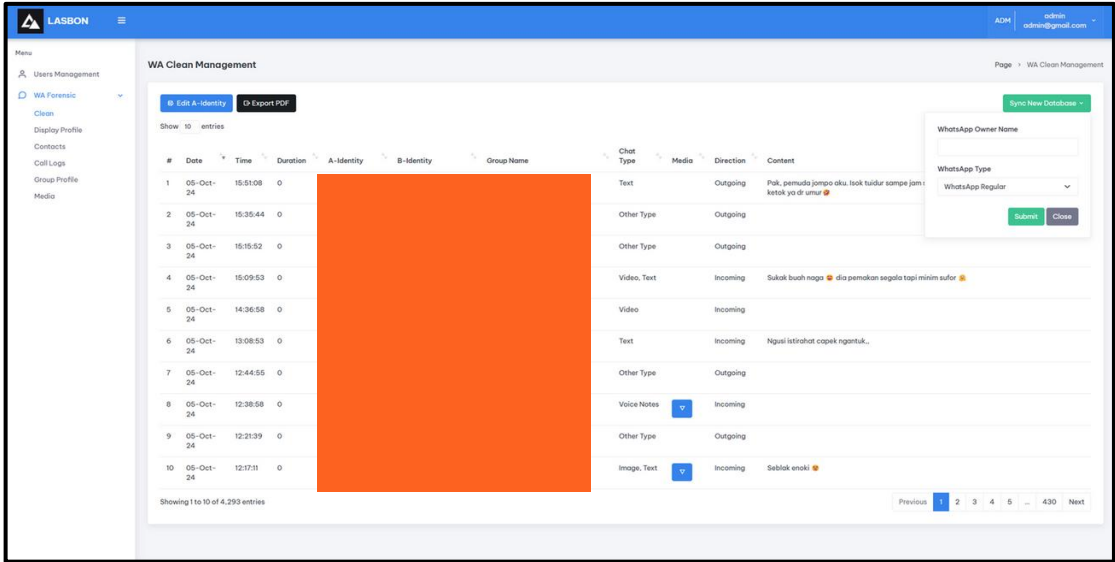 LASBON
ADM
admin
admin@gmail.com
Menu
Users Management
WA Forensic
Clean
Display Profile
Contacts
Call Logs
Group Profile
Media
WA Clean Management
Page > WA Clean Management
Edit A-Identity
Export PDF
Sync New Database
Show 10 entries
WhatsApp Owner Name
WhatsApp Type
WhatsApp Regular
Submit Close
# Date Time Duration A-Identity B-Identity Group Name Chat Type Media Direction Content
1 05-Oct-24 15:51:08 0 Text Outgoing Pak, pemuda jompo aku. Isok tuidur sampe jam
ketok ya dr umur 🤣
2 05-Oct-24 15:35:44 0 Other Type Outgoing
3 05-Oct-24 15:15:52 0 Other Type Outgoing
4 05-Oct-24 15:09:53 0 Video, Text Incoming Sukak buah naga dia pemakan segala tapi minim sufor
5 05-Oct-24 14:36:58 0 Video Incoming
6 05-Oct-24 13:08:53 0 Text Incoming Ngusi istirahat capek ngantuk,,
7 05-Oct-24 12:44:55 0 Other Type Outgoing
8 05-Oct-24 12:38:58 0 Voice Notes Incoming
9 05-Oct-24 12:21:39 0 Other Type Outgoing
10 05-Oct-24 12:17:11 0 Image, Text Incoming Seblak enoki
Showing 1 to 10 of 4,293 entries
Previous 1 2 3 4 5 ... 430 Next